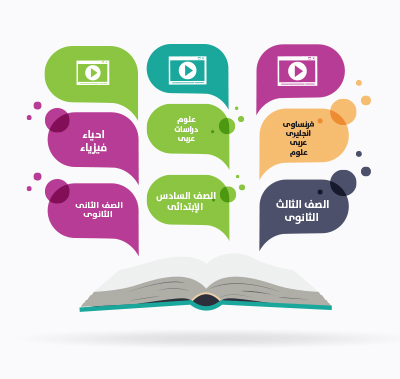 احياء
فيزياء
الصف الثانى
الثانوى
علوم
دراسات
عربى
الصف السادس
الإبتدائى
فرنساوى
انجليزى
عربى
علوم
الصف الثالث
الثانوى